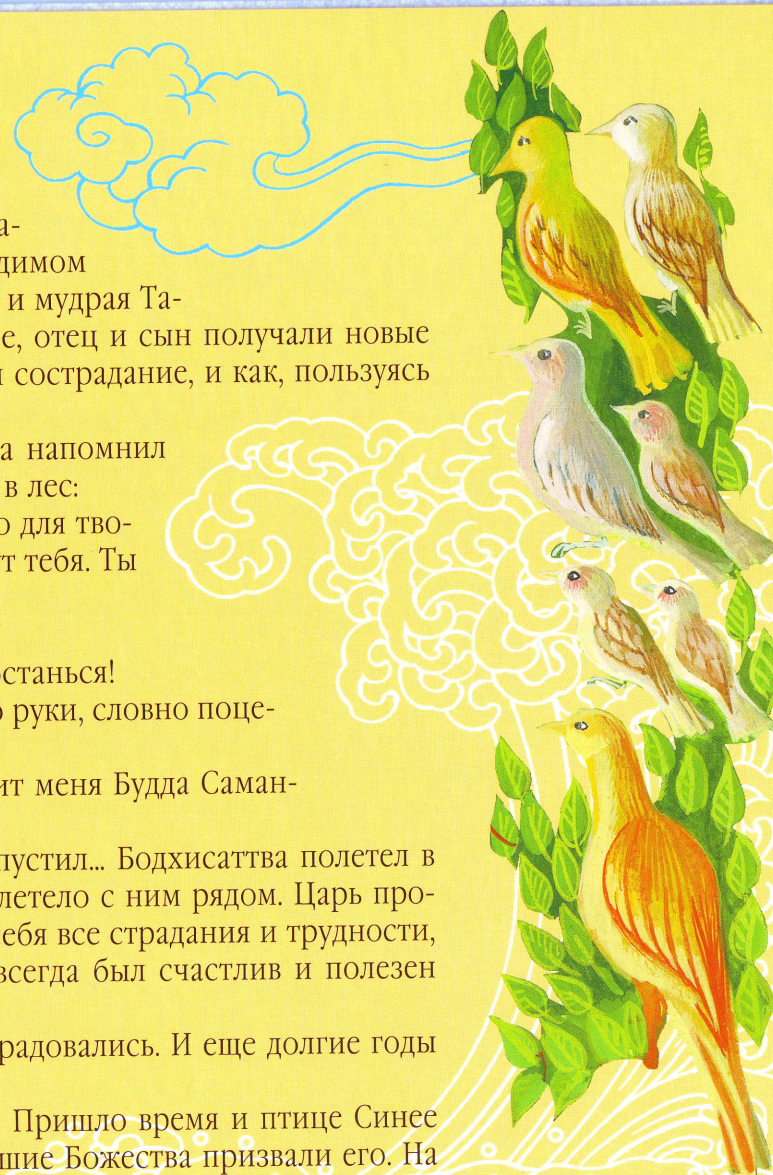 а-
димом
и мудрая Та-
е, отец и сын получали новые
и сострадание, и как, пользуясь
а напомнил
в лес:
о для тво-
ут тебя. Ты
останься!
о руки, словно поце-
ит меня Будда Саман-
пустил... Бодхисаттва полетел в
летело с ним рядом. Царь про-
ебя все страдания и трудности,
всегда был счастлив и полезен
радовались. И еще долгие годы
Пришло время и птице Синее
шие Божества призвали его. На